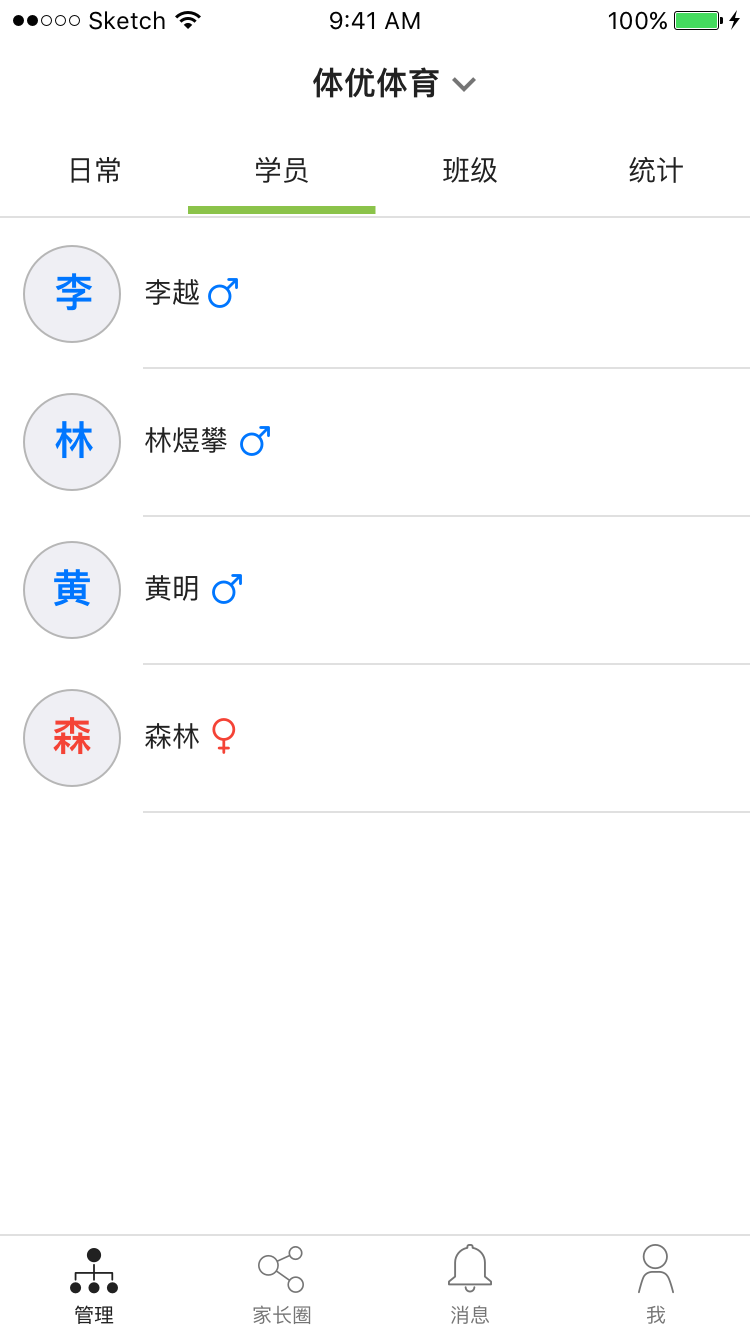 Sketch 9:41 AM 100%
体优体育
日常 学员 班级 统计
李 李越
林 林煜攀
黄 黄明
森 森林
管理 家长圈 消息 我